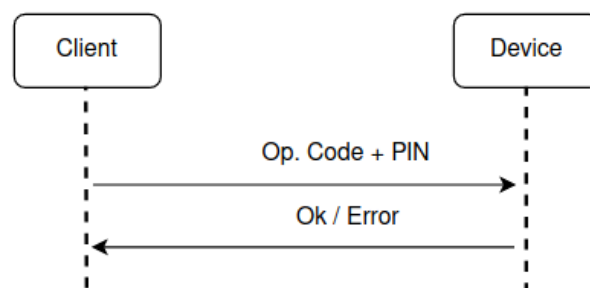 Client
Device
Op. Code + PIN
Ok / Error